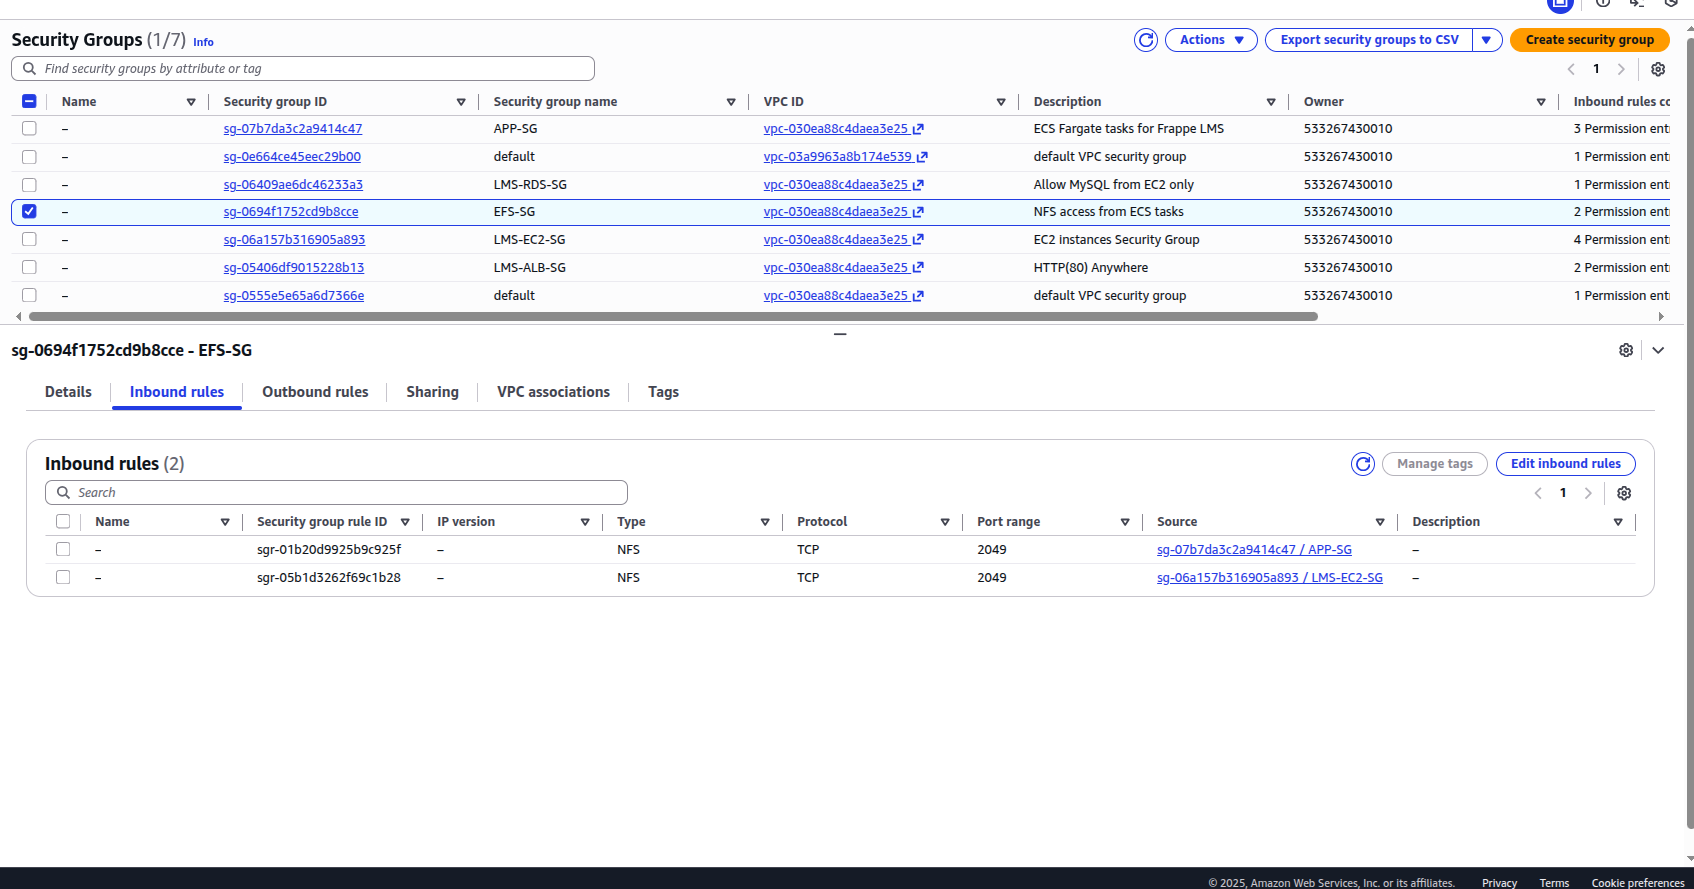 Security Groups (1/7) Info
Actions Export security groups to CSV Create security group
Find security groups by attribute or tag
1
Name Security group ID Security group name VPC ID Description Owner Inbound rules co
– sg-07b7da3c2a9414c47 APP-SG vpc-030ea88c4daea3e25 ECS Fargate tasks for Frappe LMS 533267430010 3 Permission ent
– sg-0e664ce45eec29b00 default vpc-03a9963a8b174e539 default VPC security group 533267430010 1 Permission ent
– sg-06409ae6dc46233a3 LMS-RDS-SG vpc-030ea88c4daea3e25 Allow MySQL from EC2 only 533267430010 1 Permission ent
– sg-0694f1752cd9b8cce EFS-SG vpc-030ea88c4daea3e25 NFS access from ECS tasks 533267430010 2 Permission ent
– sg-06a157b316905a893 LMS-EC2-SG vpc-030ea88c4daea3e25 EC2 instances Security Group 533267430010 4 Permission ent
– sg-05406df9015228b13 LMS-ALB-SG vpc-030ea88c4daea3e25 HTTP(80) Anywhere 533267430010 2 Permission ent
– sg-0555e5e65a6d7366e default vpc-030ea88c4daea3e25 default VPC security group 533267430010 1 Permission ent
sg-0694f1752cd9b8cce - EFS-SG
Details Inbound rules Outbound rules Sharing VPC associations Tags
Inbound rules (2)
Manage tags Edit inbound rules
Search
1
Name Security group rule ID IP version Type Protocol Port range Source Description
– sgr-01b20d9925b9c925f – NFS TCP 2049 sg-07b7da3c2a9414c47 / APP-SG –
– sgr-05b1d3262f69c1b28 – NFS TCP 2049 sg-06a157b316905a893 / LMS-EC2-SG –
© 2025, Amazon Web Services, Inc. or its affiliates. Privacy Terms Cookie preferences